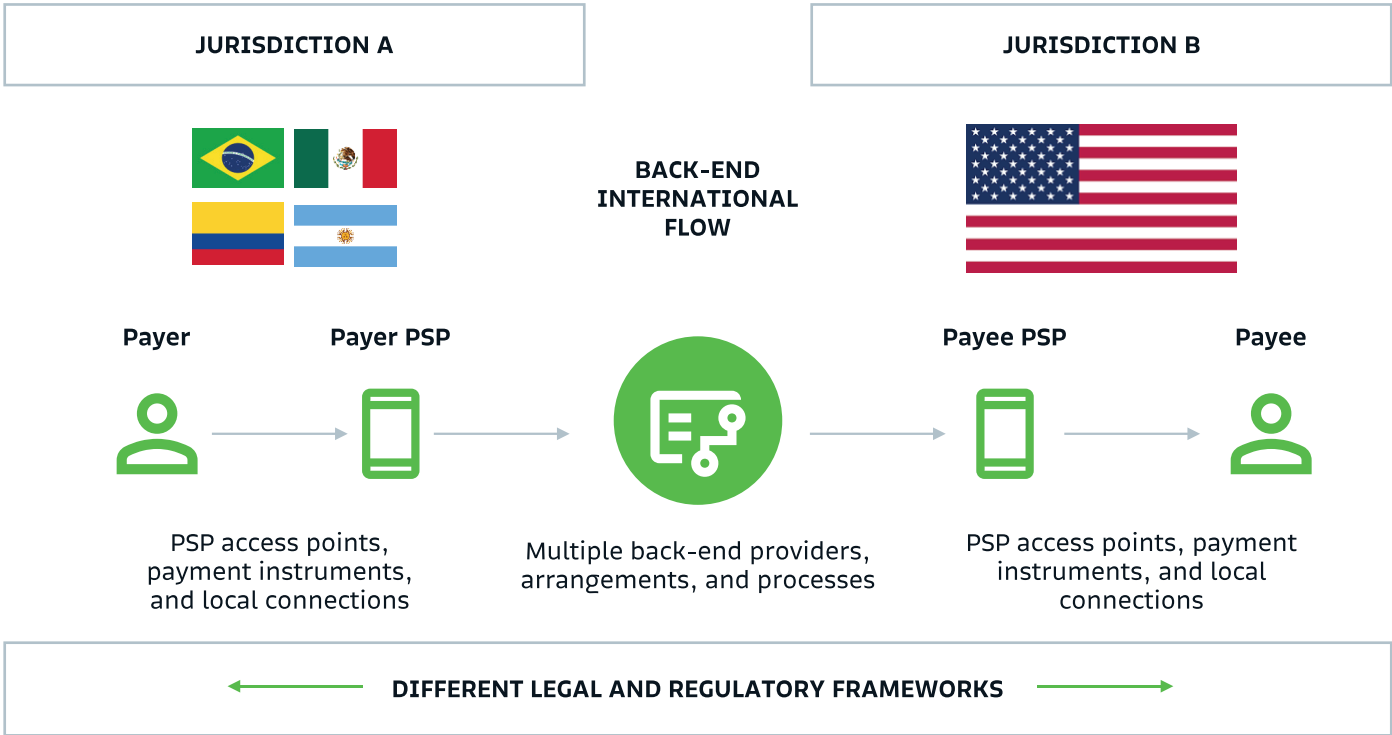 JURISDICTION A
JURISDICTION B
BACK-END
INTERNATIONAL
FLOW
Payer
Payer PSP
Payee PSP
Payee
PSP access points,
payment instruments,
and local connections
Multiple back-end providers,
arrangements, and processes
PSP access points, payment
instruments, and local
connections
DIFFERENT LEGAL AND REGULATORY FRAMEWORKS